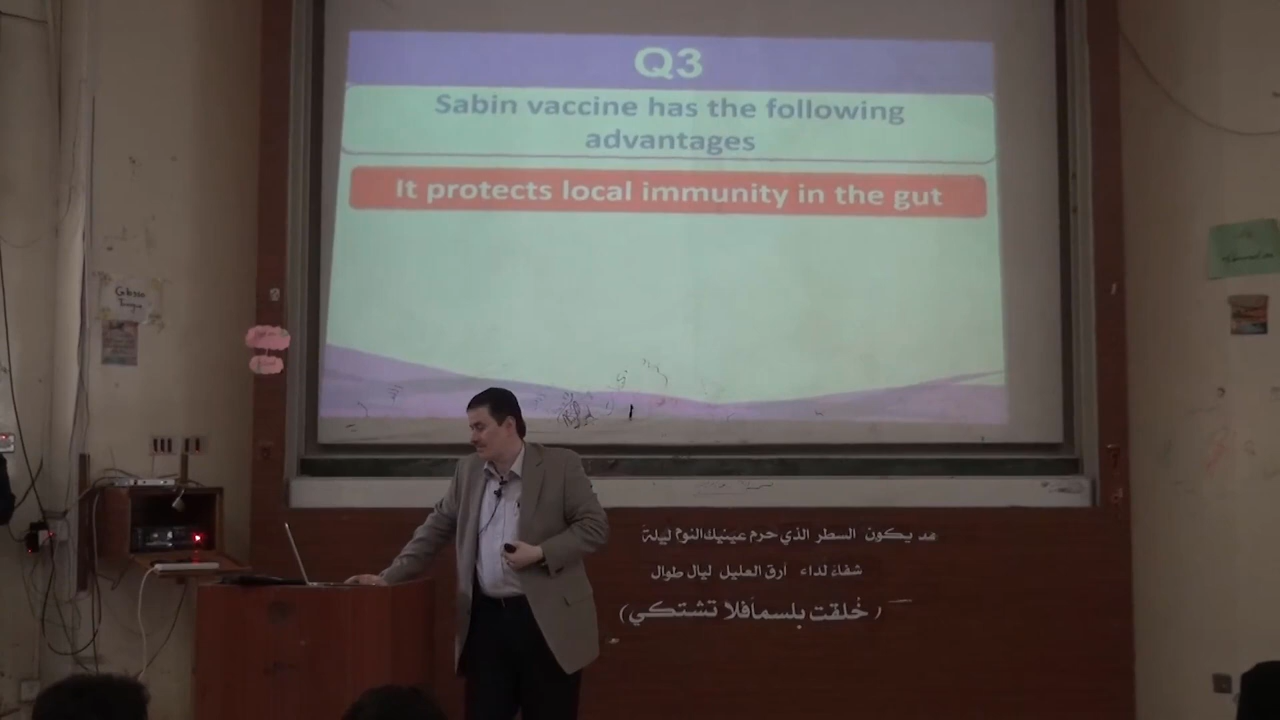 Q3
Sabin vaccine has the following
advantages
It protects local immunity in the gut
قد يكون السطر الذي حرم عينيك النوم ليلة
شفاءً لداء أرق العليل ليال طوال
(خُلقت بلسماً فلا تشتكي)